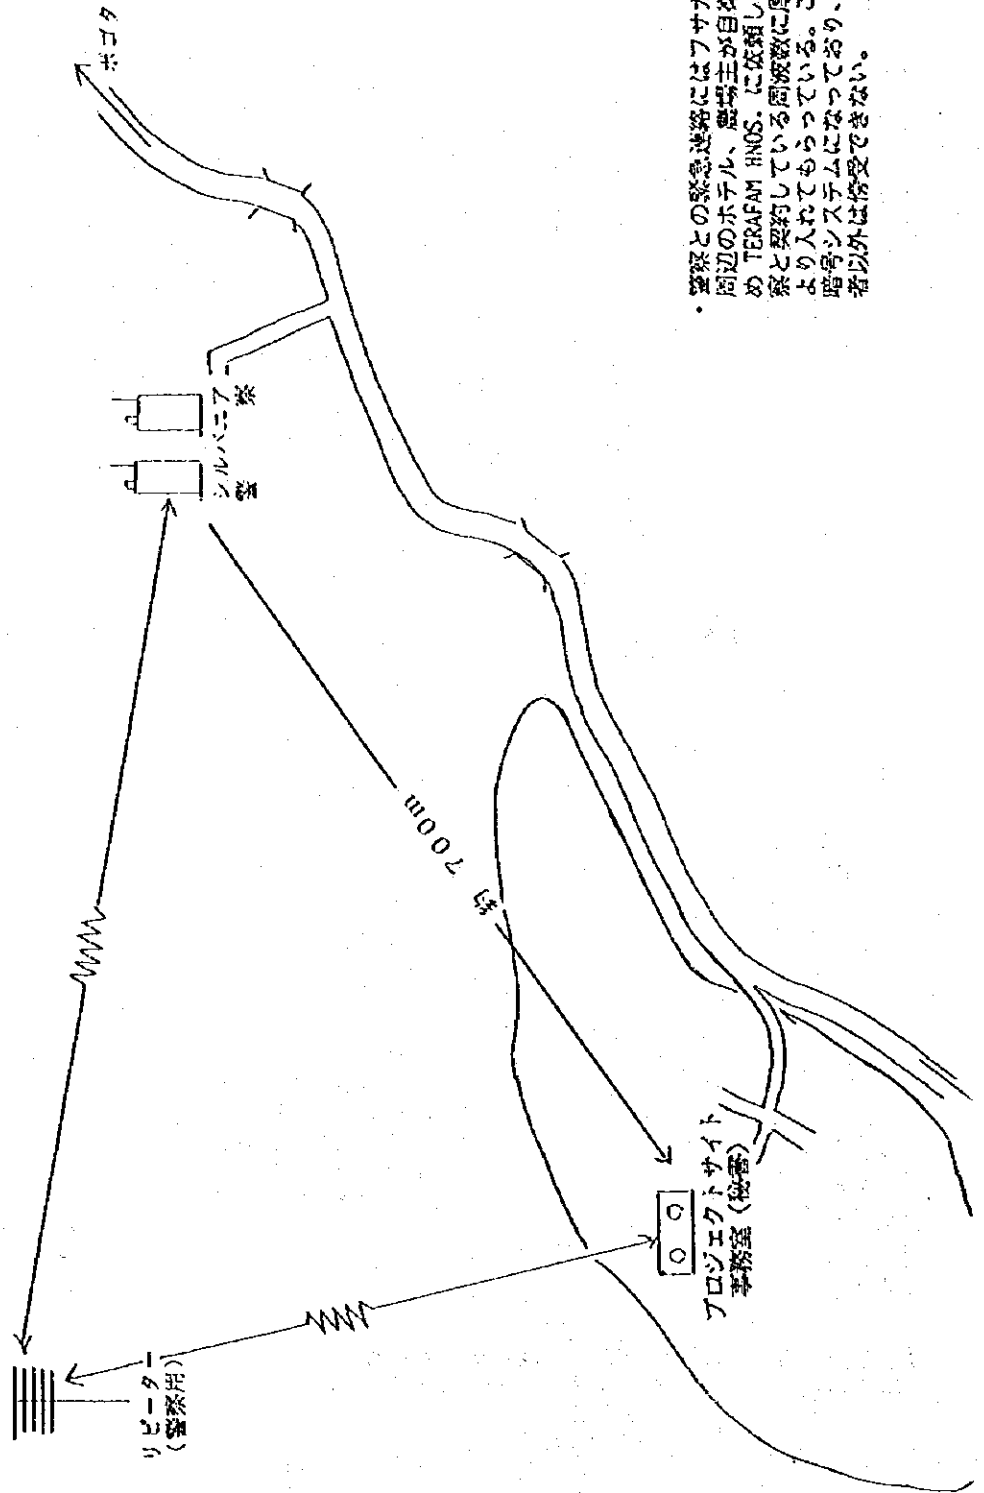 ボゴタ
シルバニア
警察
約 700m
リピーター
(警察用)
プロジェクトサイト
事務室(秘書)
・警察との緊急連絡にはフサガ
周辺のホテル、農場主が自衛
め TERAFAM HNOS. に依頼し
察と契約している周波数に
より入れてもらっている。
暗号システムになっており、
者以外は傍受できない。